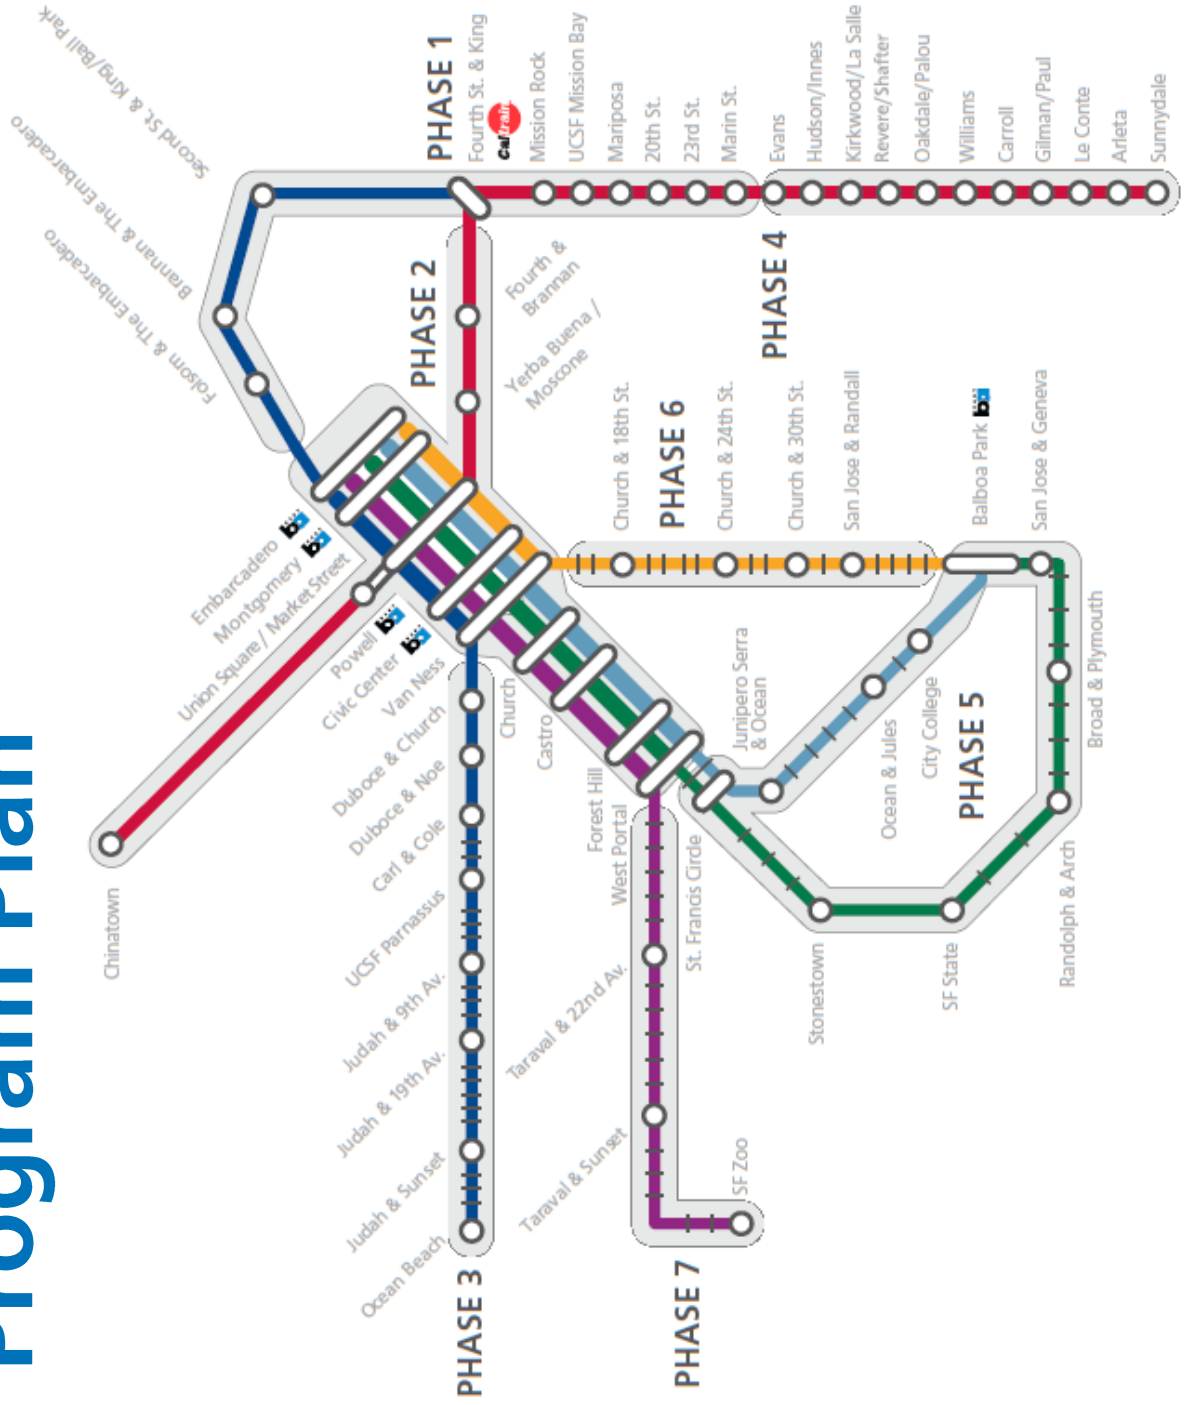 Program Plan
Chinatown
Second St. & King/Ball Park
Brannan & The Embarcadero
Folsom & The Embarcadero
Embarcadero
Montgomery
Union Square / Market Street
Powell
Civic Center
Van Ness
Duboce & Church
Duboce & Noe
Carl & Cole
UCSF Parnassus
Judah & 9th Av.
Judah & 19th Av.
Judah & Sunset
Ocean Beach
PHASE 3
PHASE 1
Fourth St. & King
Caltrain
Mission Rock
UCSF Mission Bay
Mariposa
20th St.
23rd St.
Marin St.
Evans
Hudson/Innes
Kirkwood/La Salle
Revere/Shafter
Oakdale/Palou
Williams
Carroll
Gilman/Paul
Le Conte
Arleta
Sunnydale
PHASE 2
Fourth &
Brannan
Yerba Buena /
Moscone
PHASE 4
Church & 18th St.
PHASE 6
Church & 24th St.
Church & 30th St.
San Jose & Randall
Balboa Park
San Jose & Geneva
Church
Castro
Forest Hill
West Portal
St. Francis Circle
Junipero Serra
& Ocean
Ocean & Jules
City College
PHASE 5
Broad & Plymouth
Randolph & Arch
SF State
Stonestown
Taraval & 22nd Av.
Taraval & Sunset
SF Zoo
PHASE 7